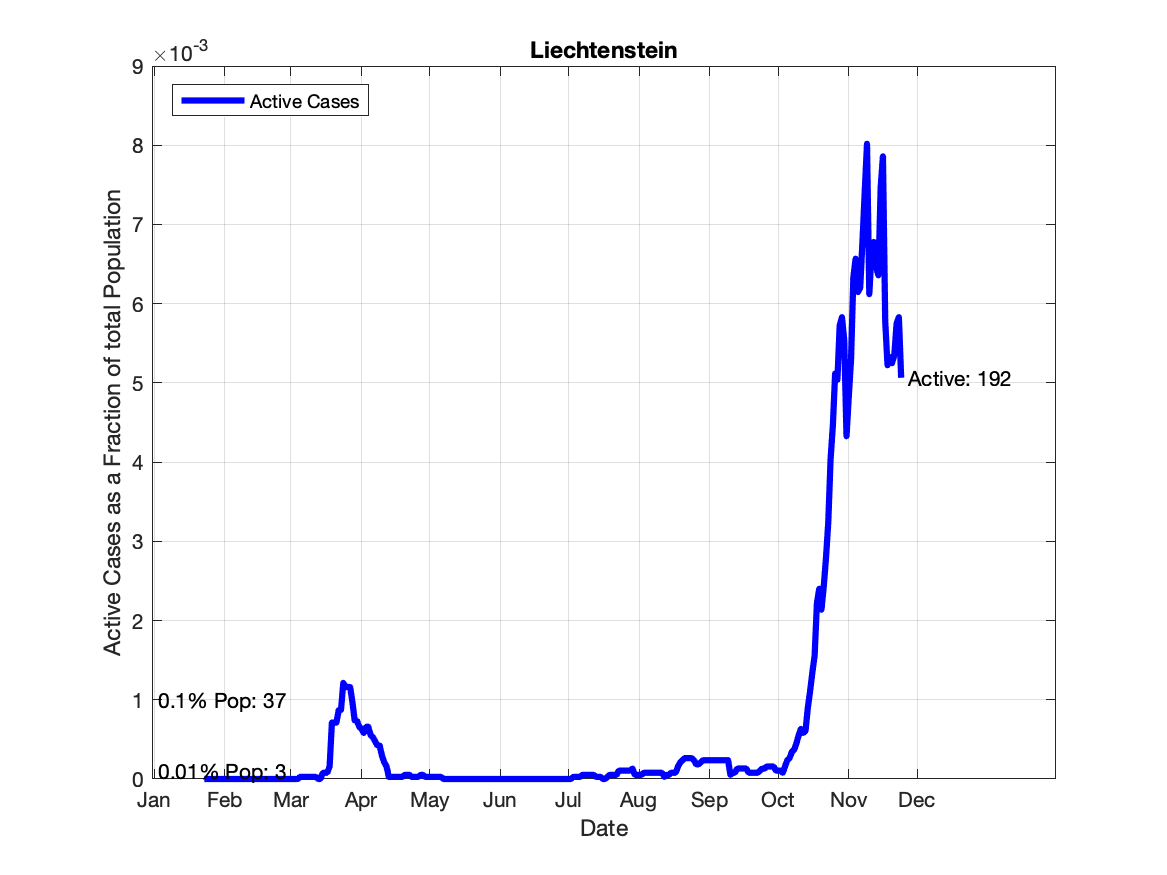 Liechtenstein
×10-3
9
8
7
6
5
4
3
2
1
0
Active Cases as a Fraction of total Population
Active Cases
Active: 192
0.1% Pop: 37
0.01% Pop: 3
Jan Feb Mar Apr May Jun Jul Aug Sep Oct Nov Dec
Date